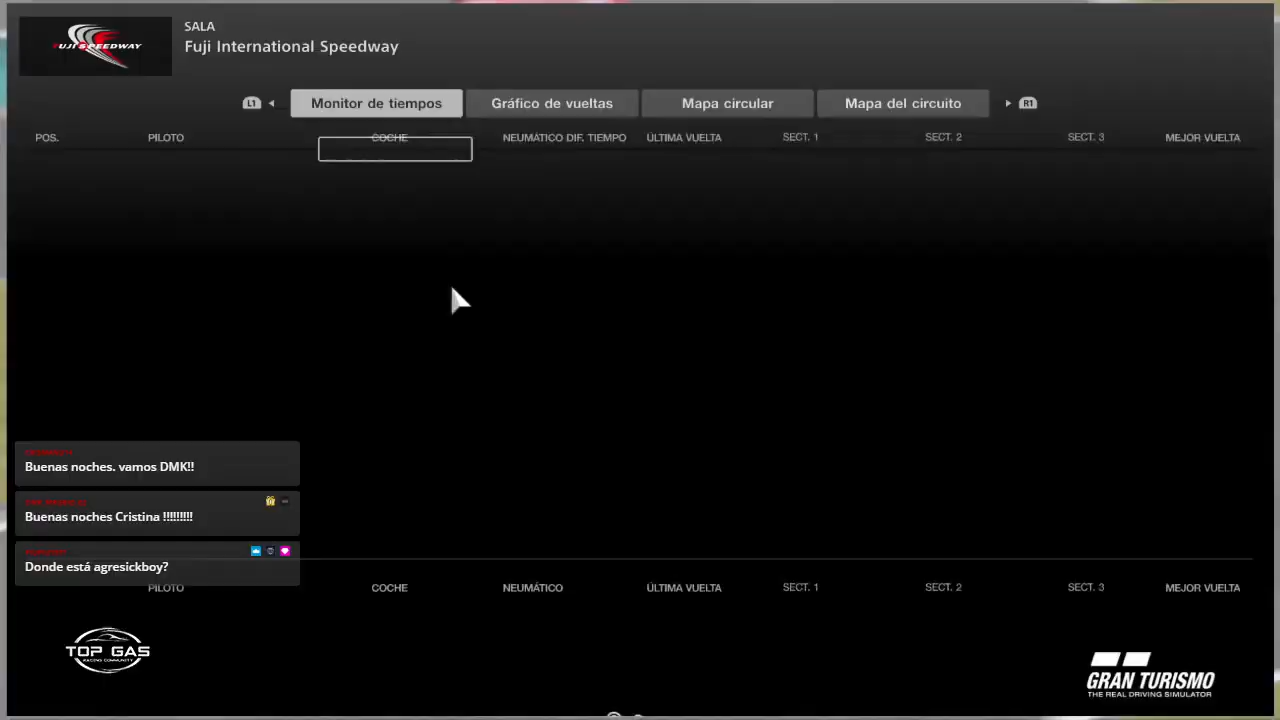 FUJI SPEEDWAY
SALA
Fuji International Speedway
L1 Monitor de tiempos Gráfico de vueltas Mapa circular Mapa del circuito R1
POS. PILOTO COCHE NEUMÁTICO DIF. TIEMPO ÚLTIMA VUELTA SECT. 1 SECT. 2 SECT. 3 MEJOR VUELTA
Buenas noches. vamos DMK!!
Buenas noches Cristina !!!!!!!!!
Donde está agresickboy?
PILOTO COCHE NEUMÁTICO ÚLTIMA VUELTA SECT. 1 SECT. 2 SECT. 3 MEJOR VUELTA
TOP GAS
RACING COMMUNITY
GRAN TURISMO
THE REAL DRIVING SIMULATOR